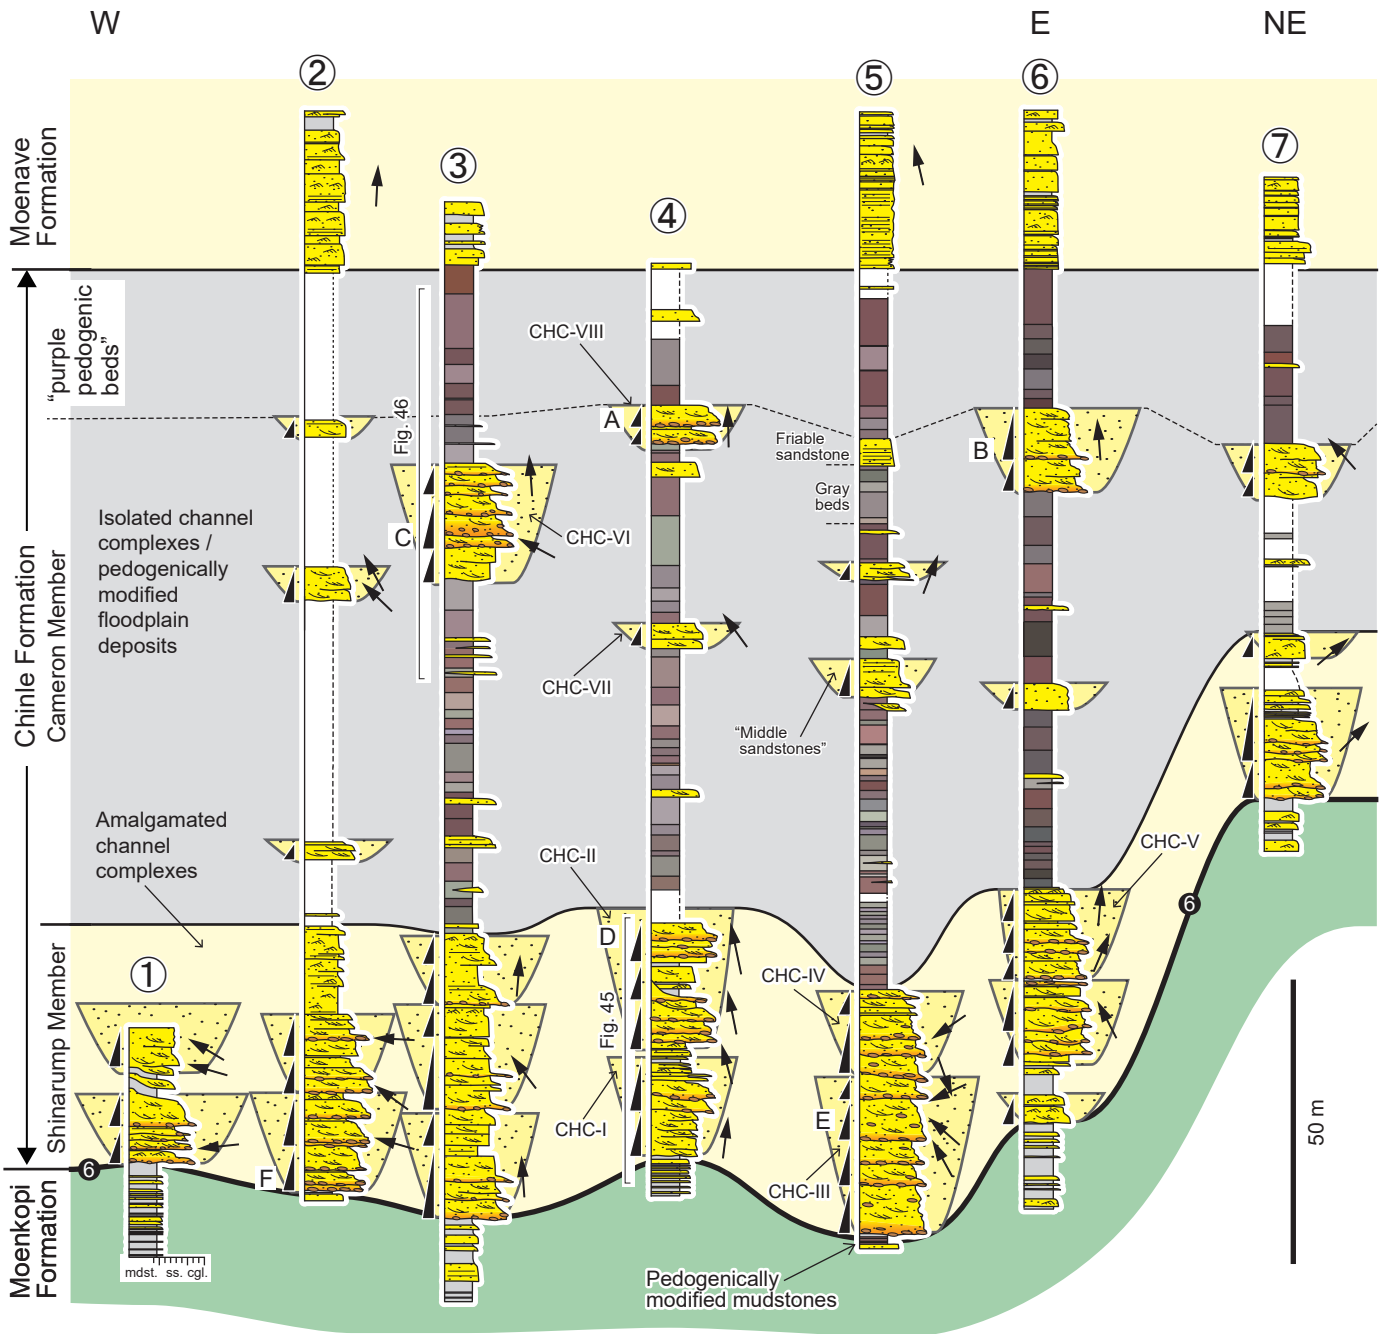 W
E
NE
2
5
6
3
7
4
Moenave
Formation
"purple
pedogenic
beds"
CHC-VIII
Fig. 46
A
B
Friable
sandstone
Gray
beds
C
CHC-VI
Isolated channel
complexes /
pedogenically
modified
floodplain
deposits
Chinle Formation
Cameron Member
CHC-VII
"Middle
sandstones"
Amalgamated
channel
complexes
CHC-II
CHC-V
6
D
1
CHC-IV
Fig. 45
Shinarump Member
CHC-I
E
CHC-III
50 m
6
F
Moenkopi
Formation
mdst. ss. cgl.
Pedogenically
modified mudstones